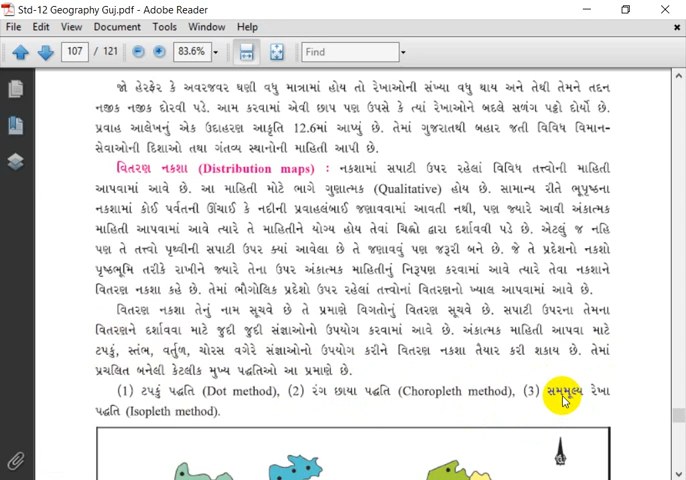 Std-12 Geography Guj.pdf - Adobe Reader
File Edit View Document Tools Window Help
107 / 121 83.6% Find
જો હેરફેર કે અવરજવર ઘણી વધુ માત્રામાં હોય તો રેખાઓની સંખ્યા વધુ થાય અને તેથી તેમને તદ્દન
નજીક નજીક દોરવી પડે. આમ કરવામાં એવી છાપ પણ ઉપસે કે ત્યાં રેખાઓને બદલે સળંગ પટ્ટો દોર્યો છે.
પ્રવાહ આલેખનું એક ઉદાહરણ આકૃતિ 12.6માં આપ્યું છે. તેમાં ગુજરાતથી બહાર જતી વિવિધ વિમાન-
સેવાઓની દિશાઓ તથા ગંતવ્ય સ્થાનોની માહિતી આપી છે.
વિતરણ નકશા (Distribution maps) : નકશામાં સપાટી ઉપર રહેલાં વિવિધ તત્ત્વોની માહિતી
આપવામાં આવે છે. આ માહિતી મોટે ભાગે ગુણાત્મક (Qualitative) હોય છે. સામાન્ય રીતે ભૂપૃષ્ઠના
નકશામાં કોઈ પર્વતની ઊંચાઈ કે નદીની પ્રવાહલંબાઈ જણાવવામાં આવતી નથી, પણ જ્યારે આવી અંકાત્મક
માહિતી આપવામાં આવે ત્યારે તે માહિતીને યોગ્ય હોય તેવાં ચિહ્નો દ્વારા દર્શાવવી પડે છે. એટલું જ નહિ
પણ તે તત્ત્વો પૃથ્વીની સપાટી ઉપર ક્યાં આવેલા છે તે જણાવવું પણ જરૂરી બને છે. જે તે પ્રદેશનો નકશો
પૃષ્ઠભૂમિ તરીકે રાખીને જ્યારે તેના ઉપર અંકાત્મક માહિતીનું નિરૂપણ કરવામાં આવે ત્યારે તેવા નકશાને
વિતરણ નકશા કહે છે. તેમાં ભૌગોલિક પ્રદેશો ઉપર રહેલાં તત્ત્વોનાં વિતરણનો ખ્યાલ આપવામાં આવે છે.
વિતરણ નકશા તેનું નામ સૂચવે છે તે પ્રમાણે વિગતોનું વિતરણ સૂચવે છે. સપાટી ઉપરના તેમના
વિતરણને દર્શાવવા માટે જુદી જુદી સંજ્ઞાઓનો ઉપયોગ કરવામાં આવે છે. અંકાત્મક માહિતી આપવા માટે
ટપકું, સ્તંભ, વર્તુળ, ચોરસ વગેરે સંજ્ઞાઓનો ઉપયોગ કરીને વિતરણ નકશા તૈયાર કરી શકાય છે. તેમાં
પ્રચલિત બનેલી કેટલીક મુખ્ય પદ્ધતિઓ આ પ્રમાણે છે.
(1) ટપકું પદ્ધતિ (Dot method), (2) રંગ છાયા પદ્ધતિ (Choropleth method), (3) સમમૂલ્ય રેખા
પદ્ધતિ (Isopleth method).